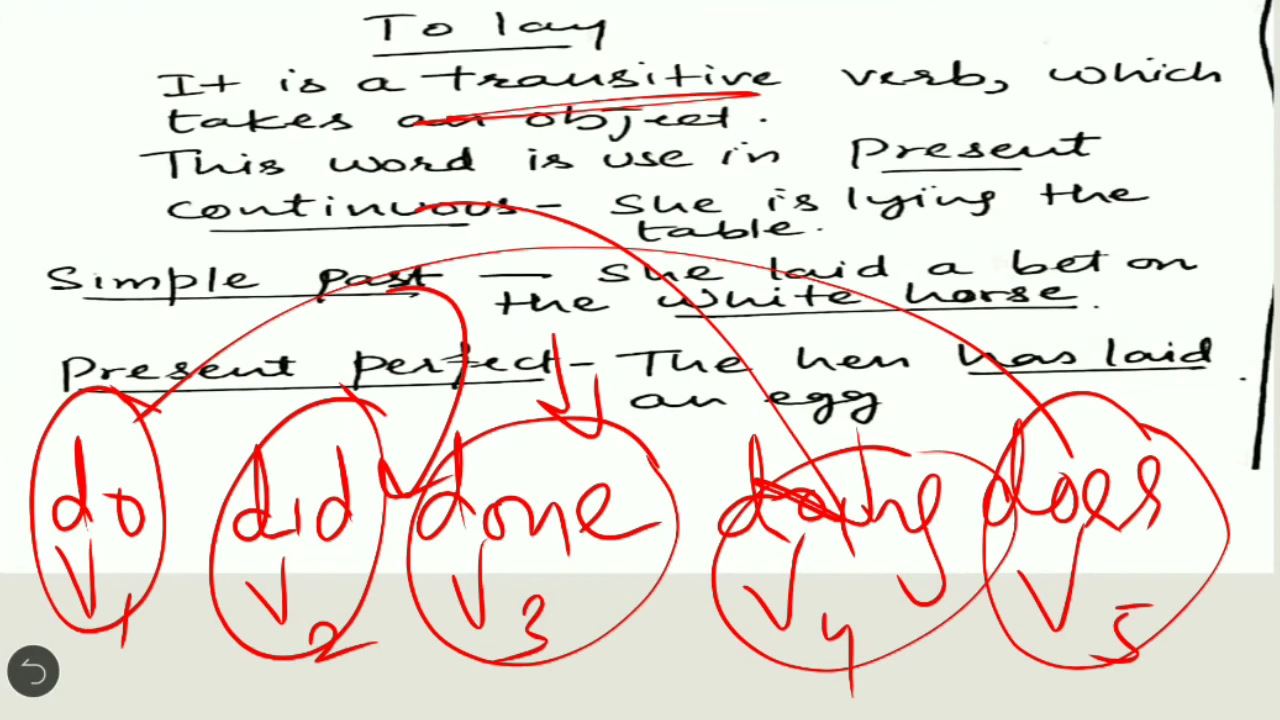 To lay
It is a transitive verb, which
takes an object.
This word is use in Present
continuous - She is lying the
table.
Simple past — She laid a bet on
the white horse.
Present perfect - The hen has laid
an egg.
do did done doing does
V1 V2 V3 V4 V5